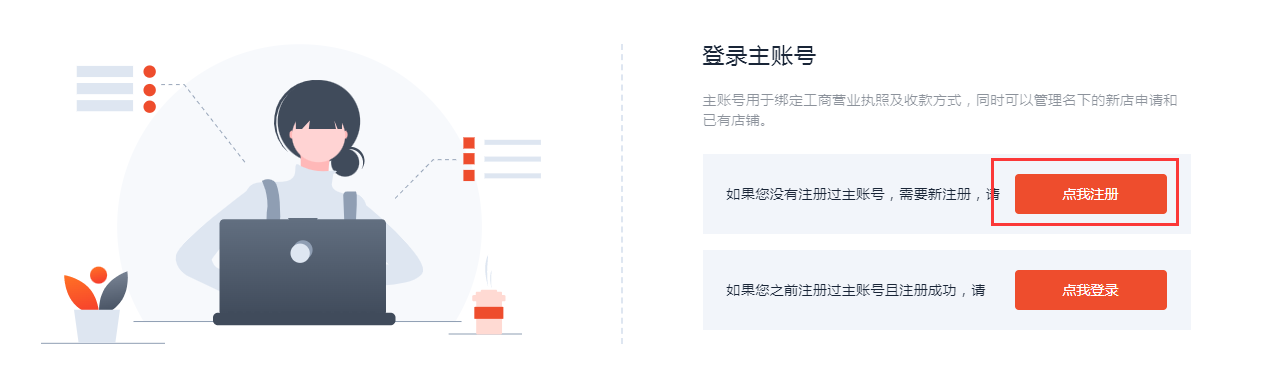 登录主账号
主账号用于绑定工商营业执照及收款方式，同时可以管理名下的新店申请和
已有店铺。
如果您没有注册过主账号，需要新注册，请
点我注册
如果您之前注册过主账号且注册成功，请
点我登录